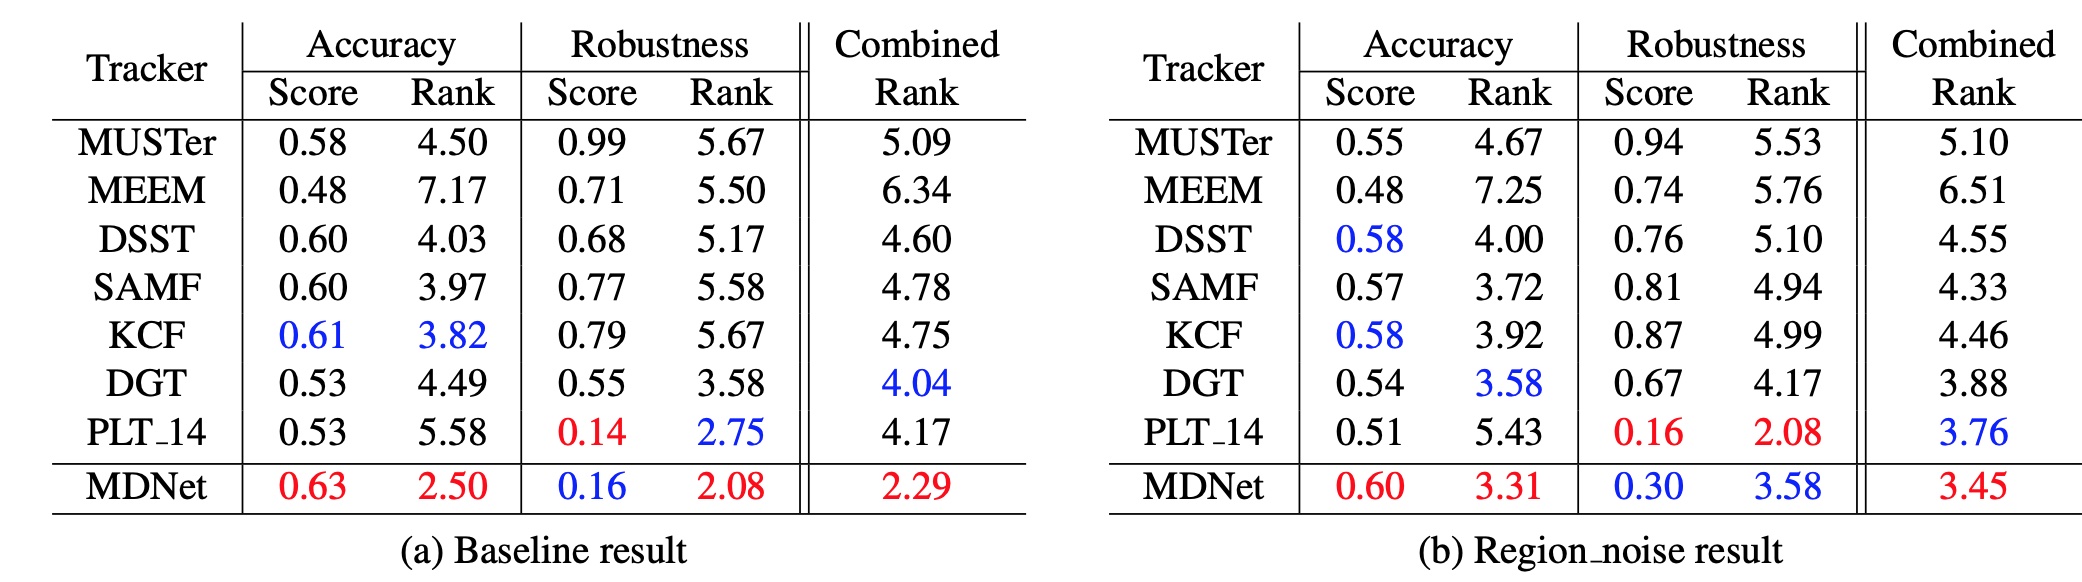 Tracker Accuracy Robustness Combined
Score Rank Score Rank Rank
MUSTer 0.58 4.50 0.99 5.67 5.09
MEEM 0.48 7.17 0.71 5.50 6.34
DSST 0.60 4.03 0.68 5.17 4.60
SAMF 0.60 3.97 0.77 5.58 4.78
KCF 0.61 3.82 0.79 5.67 4.75
DGT 0.53 4.49 0.55 3.58 4.04
PLT_14 0.53 5.58 0.14 2.75 4.17
MDNet 0.63 2.50 0.16 2.08 2.29
(a) Baseline result
Tracker Accuracy Robustness Combined
Score Rank Score Rank Rank
MUSTer 0.55 4.67 0.94 5.53 5.10
MEEM 0.48 7.25 0.74 5.76 6.51
DSST 0.58 4.00 0.76 5.10 4.55
SAMF 0.57 3.72 0.81 4.94 4.33
KCF 0.58 3.92 0.87 4.99 4.46
DGT 0.54 3.58 0.67 4.17 3.88
PLT_14 0.51 5.43 0.16 2.08 3.76
MDNet 0.60 3.31 0.30 3.58 3.45
(b) Region_noise result